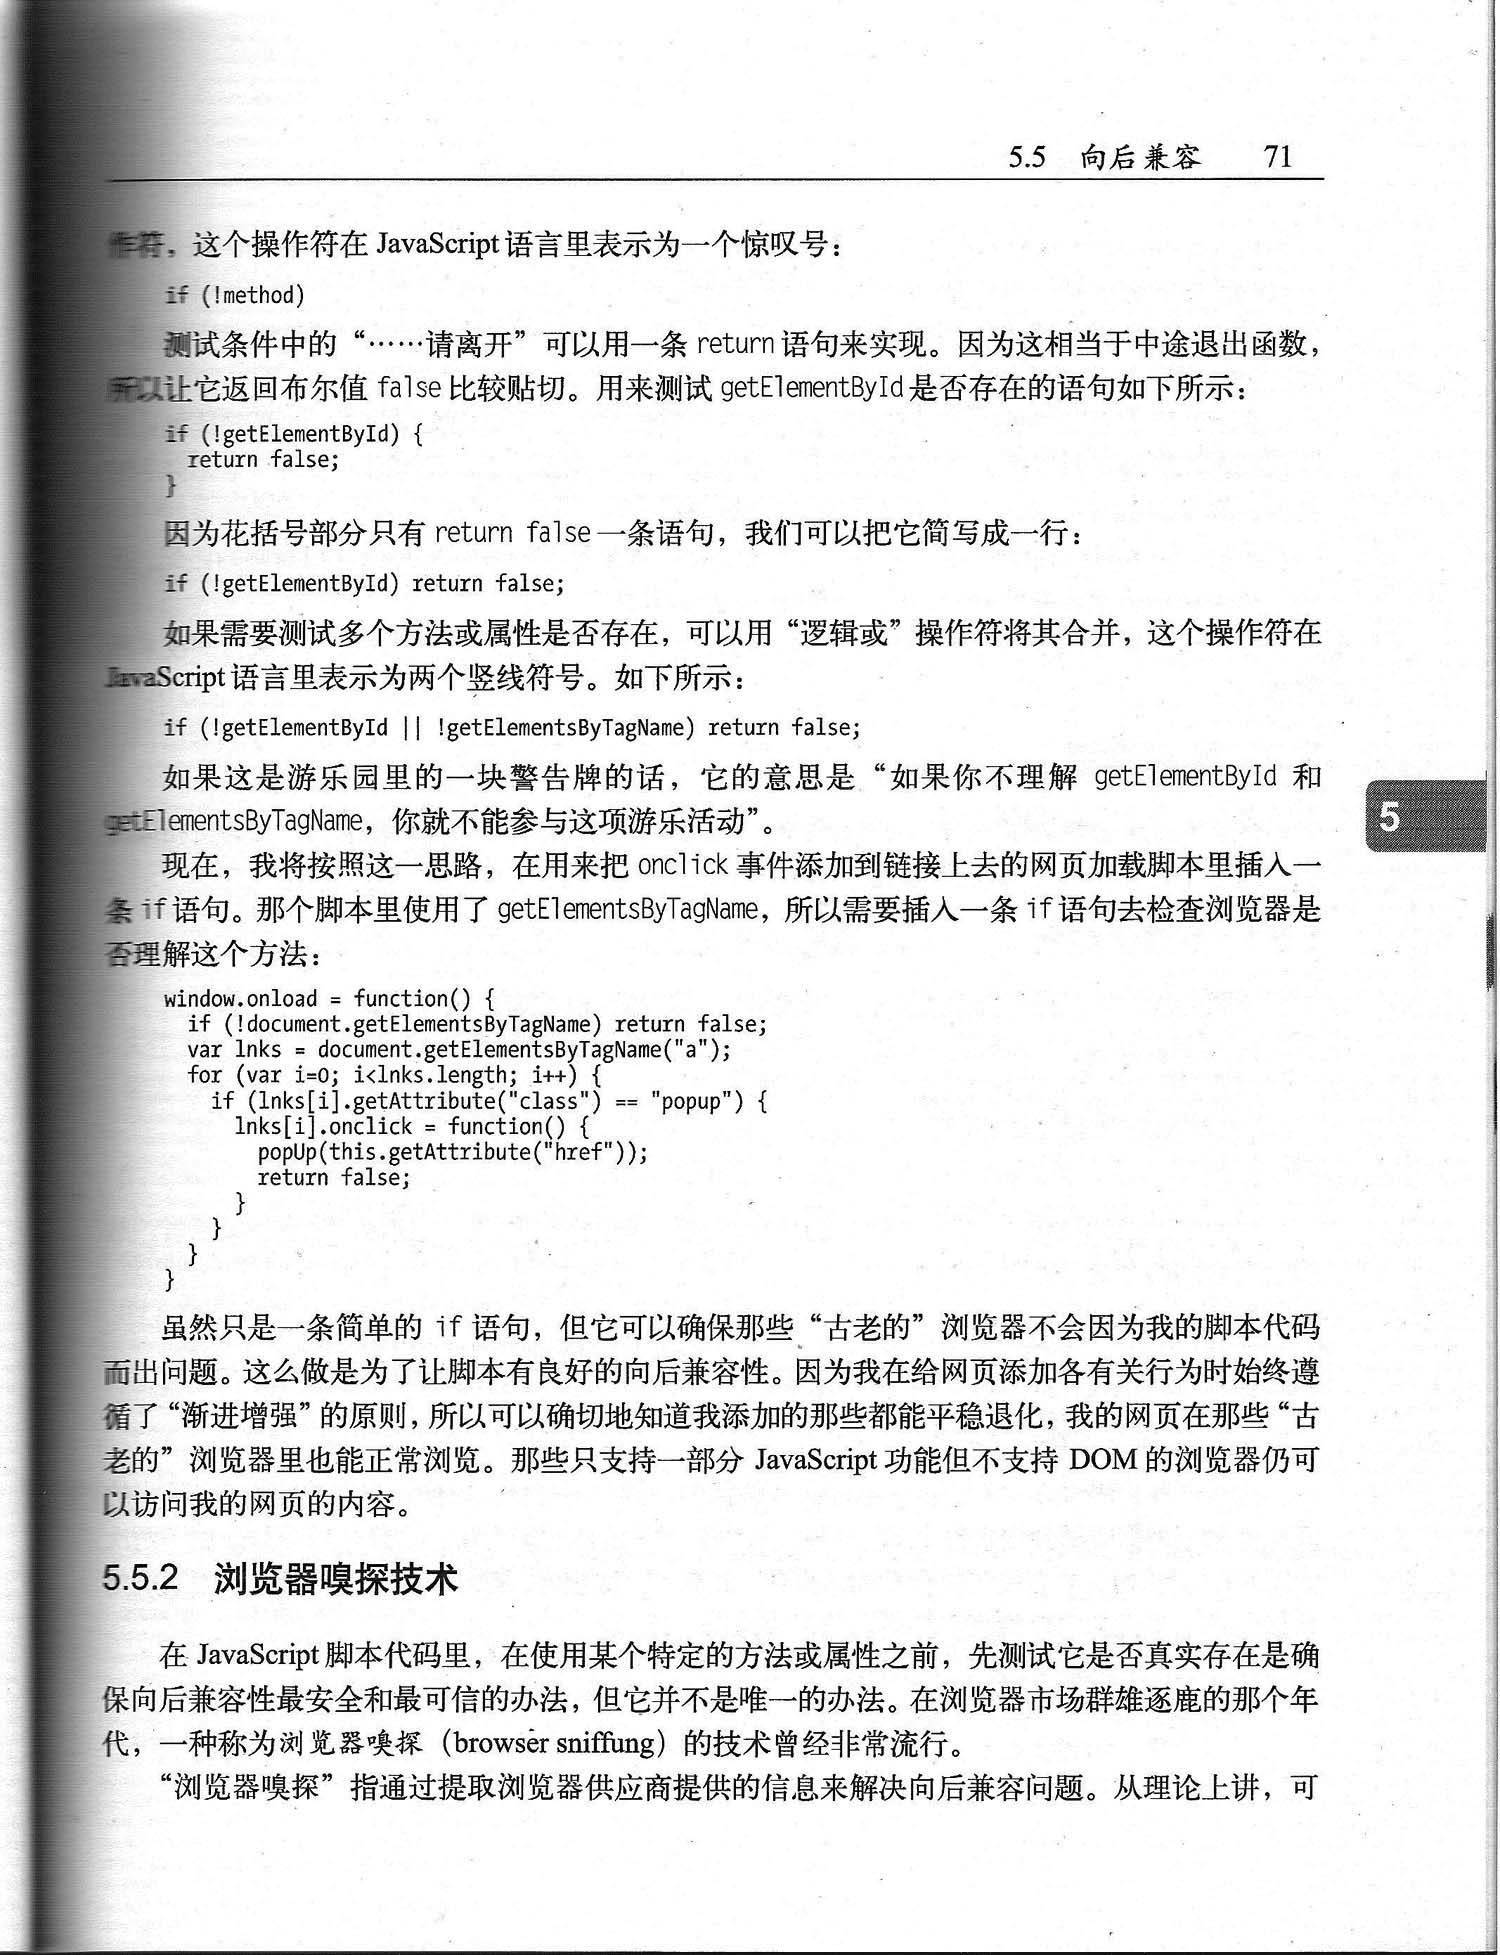 5.5 向后兼容 71
作符，这个操作符在 JavaScript 语言里表示为一个惊叹号：
if (!method)
测试条件中的“……请离开”可以用一条 return 语句来实现。因为这相当于中途退出函数，
所以让它返回布尔值 false 比较贴切。用来测试 getElementById 是否存在的语句如下所示：
if (!getElementById) {
  return false;
}
因为花括号部分只有 return false 一条语句，我们可以把它简写成一行：
if (!getElementById) return false;
如果需要测试多个方法或属性是否存在，可以用“逻辑或”操作符将其合并，这个操作符在
JavaScript 语言里表示为两个竖线符号。如下所示：
if (!getElementById || !getElementsByTagName) return false;
如果这是游乐园里的一块警告牌的话，它的意思是“如果你不理解 getElementById 和
getElementsByTagName，你就不能参与这项游乐活动”。
5
现在，我将按照这一思路，在用来把 onclick 事件添加到链接上去的网页加载脚本里插入一
条 if 语句。那个脚本里使用了 getElementsByTagName，所以需要插入一条 if 语句去检查浏览器是
否理解这个方法：
window.onload = function() {
  if (!document.getElementsByTagName) return false;
  var lnks = document.getElementsByTagName("a");
  for (var i=0; i<lnks.length; i++) {
    if (lnks[i].getAttribute("class") == "popup") {
      lnks[i].onclick = function() {
        popUp(this.getAttribute("href"));
        return false;
      }
    }
  }
}
虽然只是一条简单的 if 语句，但它可以确保那些“古老的”浏览器不会因为我的脚本代码
而出问题。这么做是为了让脚本有良好的向后兼容性。因为我在给网页添加各有关行为时始终遵
循了“渐进增强”的原则，所以可以确切地知道我添加的那些都能平稳退化，我的网页在那些“古
老的”浏览器里也能正常浏览。那些只支持一部分 JavaScript 功能但不支持 DOM 的浏览器仍可
以访问我的网页的内容。
5.5.2 浏览器嗅探技术
在 JavaScript 脚本代码里，在使用某个特定的方法或属性之前，先测试它是否真实存在是确
保向后兼容性最安全和最可信的办法，但它并不是唯一的办法。在浏览器市场群雄逐鹿的那个年
代，一种称为浏览器嗅探（browser sniffung）的技术曾经非常流行。
“浏览器嗅探”指通过提取浏览器供应商提供的信息来解决向后兼容问题。从理论上讲，可